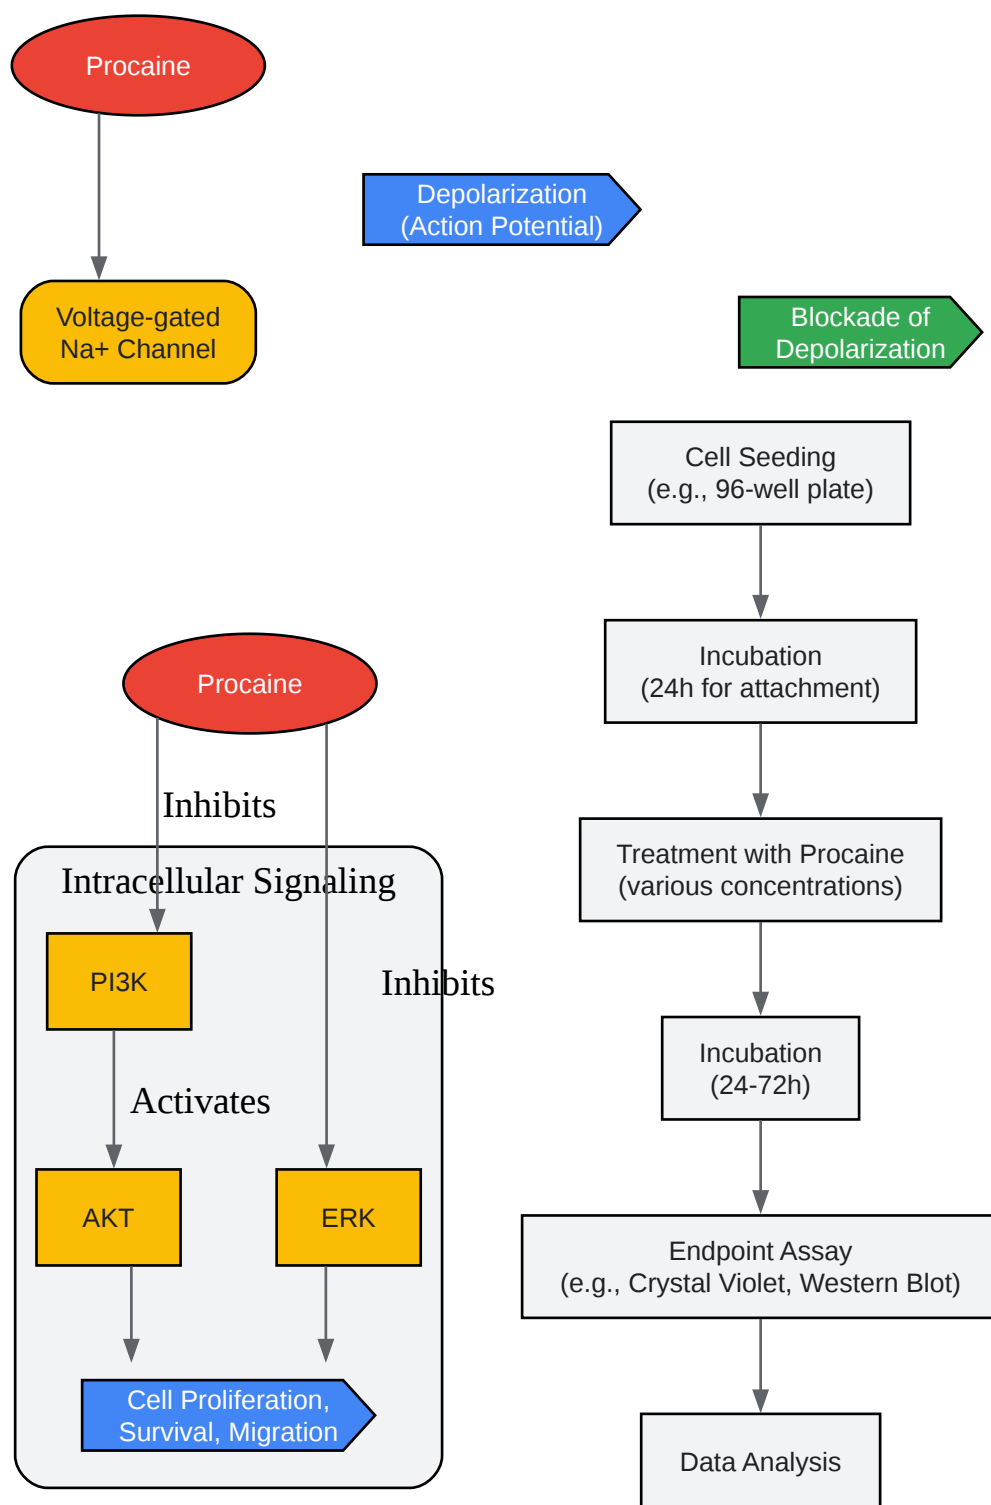 Procaine
Depolarization
(Action Potential)
Voltage-gated
Na+ Channel
Blockade of
Depolarization
Procaine
Inhibits
Intracellular Signaling
PI3K
Inhibits
Activates
AKT
ERK
Cell Proliferation,
Survival, Migration
Cell Seeding
(e.g., 96-well plate)
Incubation
(24h for attachment)
Treatment with Procaine
(various concentrations)
Incubation
(24-72h)
Endpoint Assay
(e.g., Crystal Violet, Western Blot)
Data Analysis